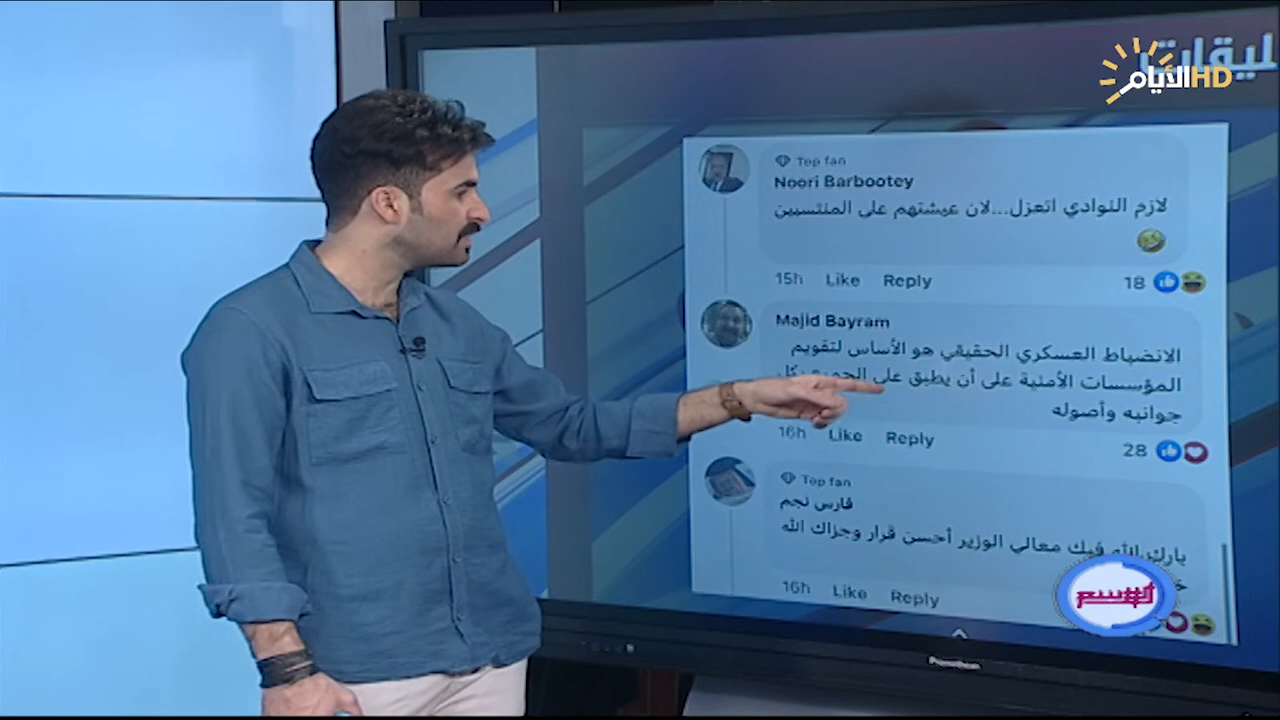 ليقات
الأيام HD
Top fan
Noori Barbootey
لازم النوادي اتعزل...لان عيشتهم على المنتسبين
15h Like Reply 18
Majid Bayram
الانضباط العسكري الحقيقي هو الأساس لتقويم
المؤسسات الأمنية على أن يطبق على بكل
جوانبه وأصوله
16h Like Reply 28
Top fan
فارس نجم
بارك الله فيك معالي الوزير أحسن قرار وجزاك الله
16h Like Reply